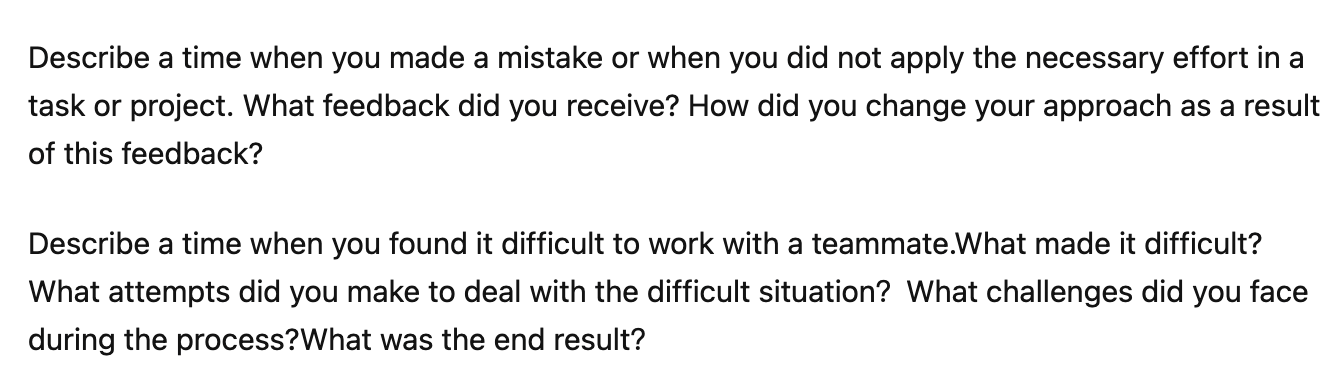 Describe a time when you made a mistake or when you did not apply the necessary effort in a
task or project. What feedback did you receive? How did you change your approach as a result
of this feedback?
Describe a time when you found it difficult to work with a teammate.What made it difficult?
What attempts did you make to deal with the difficult situation?  What challenges did you face
during the process?What was the end result?